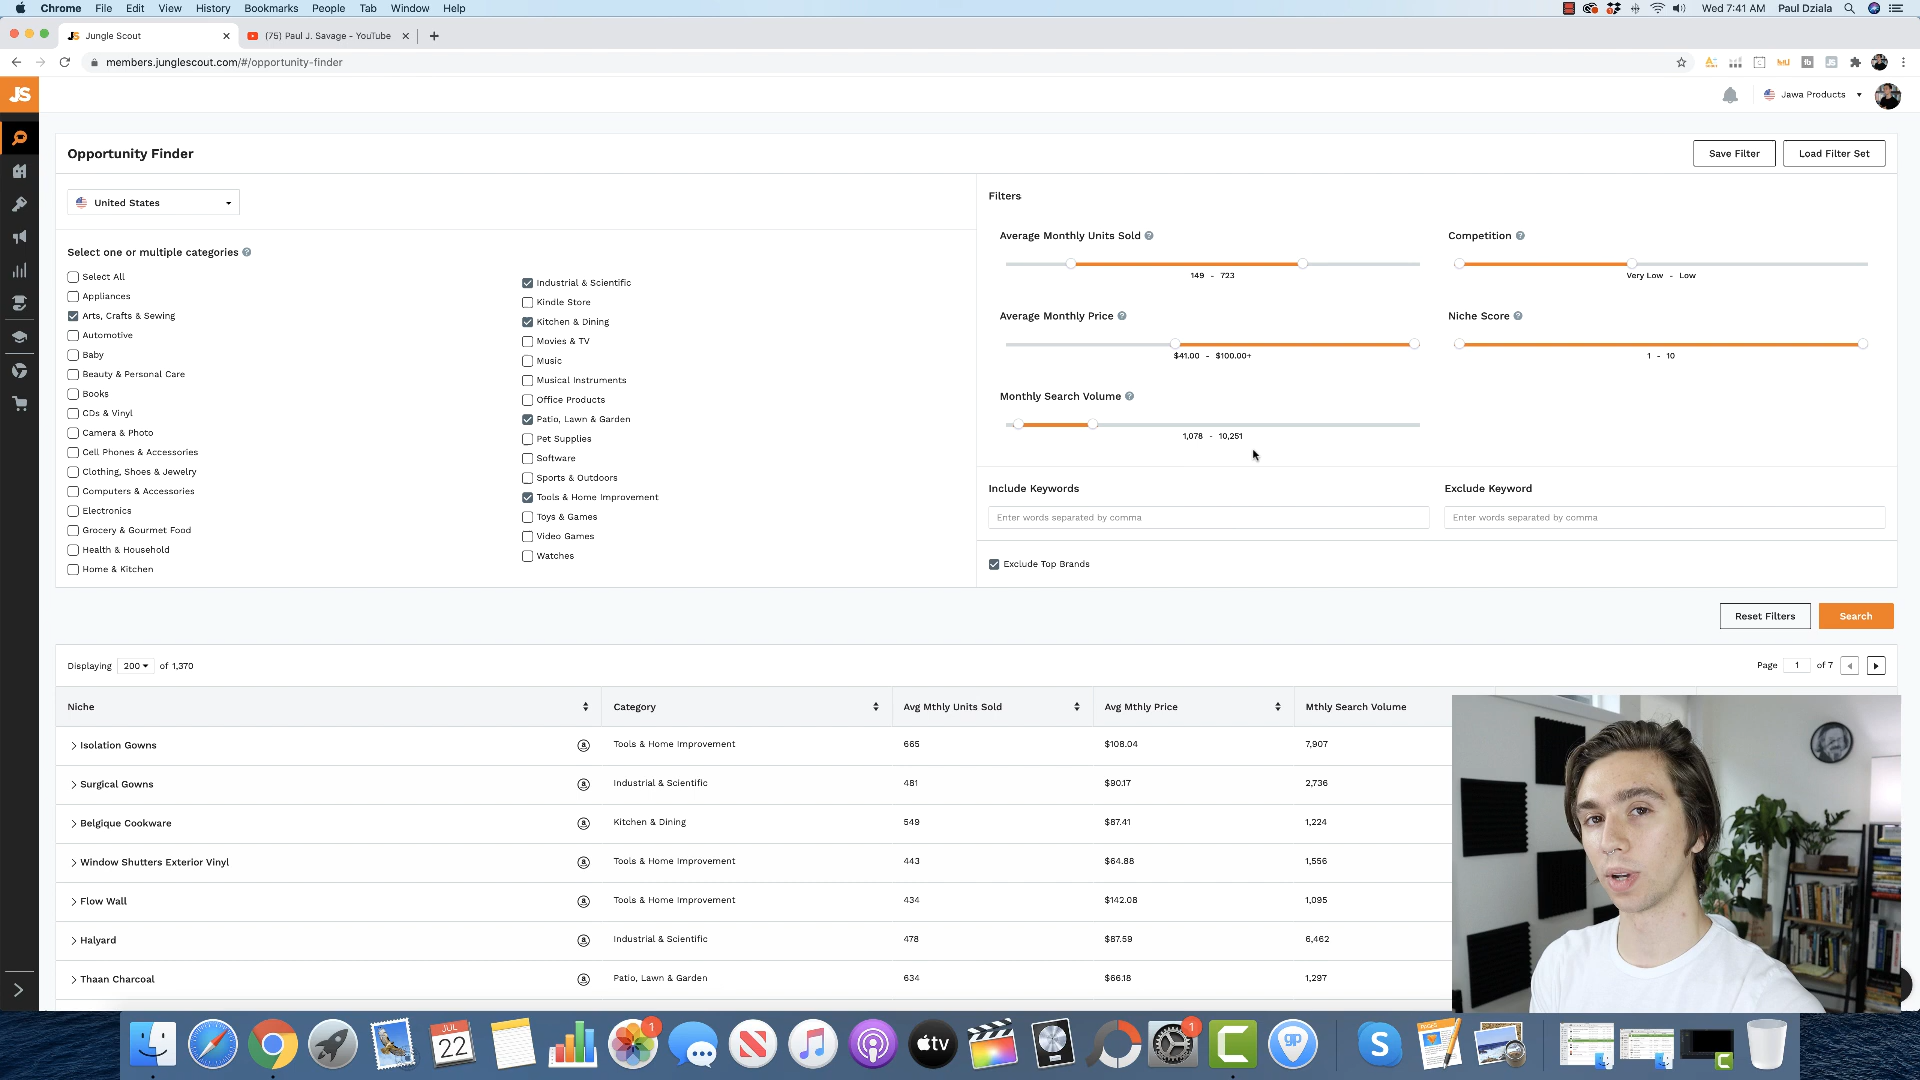 Chrome File Edit View History Bookmarks People Tab Window Help Wed 7:41 AM Paul Dziala
JS Jungle Scout (75) Paul J. Savage - YouTube
members.junglescout.com/#/opportunity-finder
JS Jawa Products
Opportunity Finder Save Filter Load Filter Set
United States
Select one or multiple categories
Select All
Appliances
Arts, Crafts & Sewing
Automotive
Baby
Beauty & Personal Care
Books
CDs & Vinyl
Camera & Photo
Cell Phones & Accessories
Clothing, Shoes & Jewelry
Computers & Accessories
Electronics
Grocery & Gourmet Food
Health & Household
Home & Kitchen
Industrial & Scientific
Kindle Store
Kitchen & Dining
Movies & TV
Music
Musical Instruments
Office Products
Patio, Lawn & Garden
Pet Supplies
Software
Sports & Outdoors
Tools & Home Improvement
Toys & Games
Video Games
Watches
Filters
Average Monthly Units Sold
149 - 723
Competition
Very Low - Low
Average Monthly Price
$41.00 - $100.00+
Niche Score
1 - 10
Monthly Search Volume
1,078 - 10,251
Include Keywords
Enter words separated by comma
Exclude Keyword
Enter words separated by comma
Exclude Top Brands
Reset Filters Search
Displaying 200 of 1,370 Page 1 of 7
Niche Category Avg Mthly Units Sold Avg Mthly Price Mthly Search Volume
Isolation Gowns a Tools & Home Improvement 665 $108.04 7,907
Surgical Gowns a Industrial & Scientific 481 $90.17 2,736
Belgique Cookware a Kitchen & Dining 549 $87.41 1,224
Window Shutters Exterior Vinyl a Tools & Home Improvement 443 $64.88 1,556
Flow Wall a Tools & Home Improvement 434 $142.08 1,095
Halyard a Industrial & Scientific 478 $87.59 6,462
Thaan Charcoal a Patio, Lawn & Garden 634 $66.18 1,297
JUL
22
1
tv
1
C
gp
S
PAGES